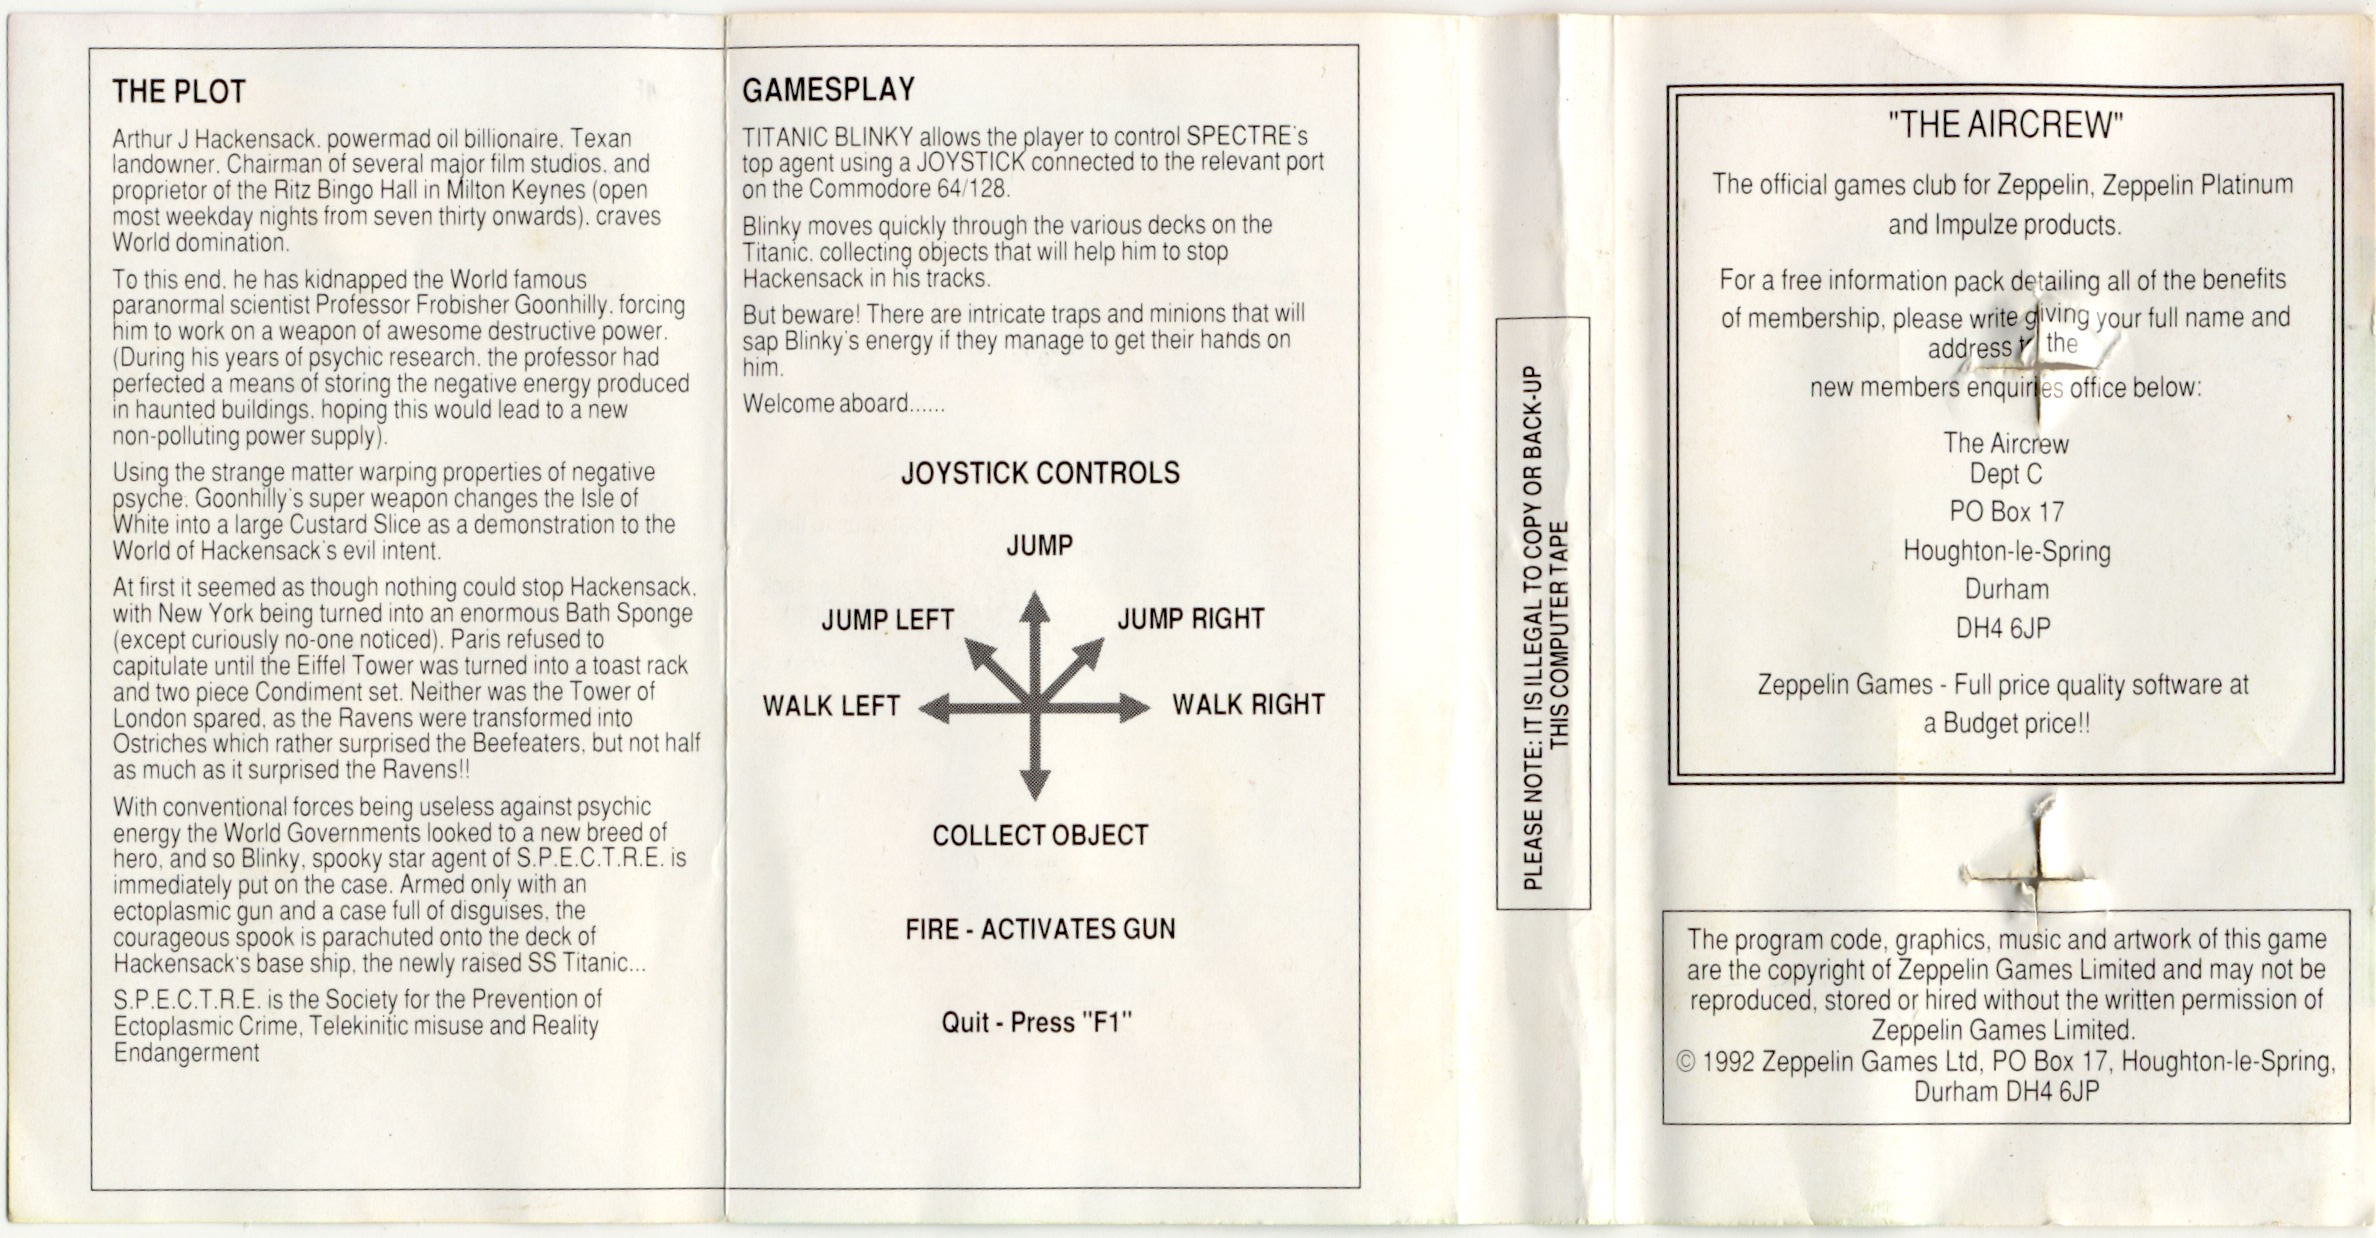 THE PLOT
Arthur J Hackensack. powermad oil billionaire. Texan
landowner. Chairman of several major film studios. and
proprietor of the Ritz Bingo Hall in Milton Keynes (open
most weekday nights from seven thirty onwards). craves
World domination.
To this end. he has kidnapped the World famous
paranormal scientist Professor Frobisher Goonhilly. forcing
him to work on a weapon of awesome destructive power.
(During his years of psychic research. the professor had
perfected a means of storing the negative energy produced
in haunted buildings. hoping this would lead to a new
non-polluting power supply).
Using the strange matter warping properties of negative
psyche. Goonhilly's super weapon changes the Isle of
White into a large Custard Slice as a demonstration to the
World of Hackensack's evil intent.
At first it seemed as though nothing could stop Hackensack.
with New York being turned into an enormous Bath Sponge
(except curiously no-one noticed). Paris refused to
capitulate until the Eiffel Tower was turned into a toast rack
and two piece Condiment set. Neither was the Tower of
London spared, as the Ravens were transformed into
Ostriches which rather surprised the Beefeaters, but not half
as much as it surprised the Ravens!!
With conventional forces being useless against psychic
energy the World Governments looked to a new breed of
hero, and so Blinky, spooky star agent of S.P.E.C.T.R.E. is
immediately put on the case. Armed only with an
ectoplasmic gun and a case full of disguises, the
courageous spook is parachuted onto the deck of
Hackensack's base ship, the newly raised SS Titanic...
S.P.E.C.T.R.E. is the Society for the Prevention of
Ectoplasmic Crime, Telekinitic misuse and Reality
Endangerment
GAMESPLAY
TITANIC BLINKY allows the player to control SPECTRE's
top agent using a JOYSTICK connected to the relevant port
on the Commodore 64/128.
Blinky moves quickly through the various decks on the
Titanic. collecting objects that will help him to stop
Hackensack in his tracks.
But beware! There are intricate traps and minions that will
sap Blinky's energy if they manage to get their hands on
him.
Welcome aboard......
JOYSTICK CONTROLS
JUMP
JUMP LEFT
JUMP RIGHT
WALK LEFT
WALK RIGHT
COLLECT OBJECT
FIRE - ACTIVATES GUN
Quit - Press "F1"
PLEASE NOTE: IT IS ILLEGAL TO COPY OR BACK-UP
THIS COMPUTER TAPE
"THE AIRCREW"
The official games club for Zeppelin, Zeppelin Platinum
and Impulze products.
For a free information pack detailing all of the benefits
of membership, please write giving your full name and
address the
new members enquiries office below:
The Aircrew
Dept C
PO Box 17
Houghton-le-Spring
Durham
DH4 6JP
Zeppelin Games - Full price quality software at
a Budget price!!
The program code, graphics, music and artwork of this game
are the copyright of Zeppelin Games Limited and may not be
reproduced, stored or hired without the written permission of
Zeppelin Games Limited.
© 1992 Zeppelin Games Ltd, PO Box 17, Houghton-le-Spring,
Durham DH4 6JP